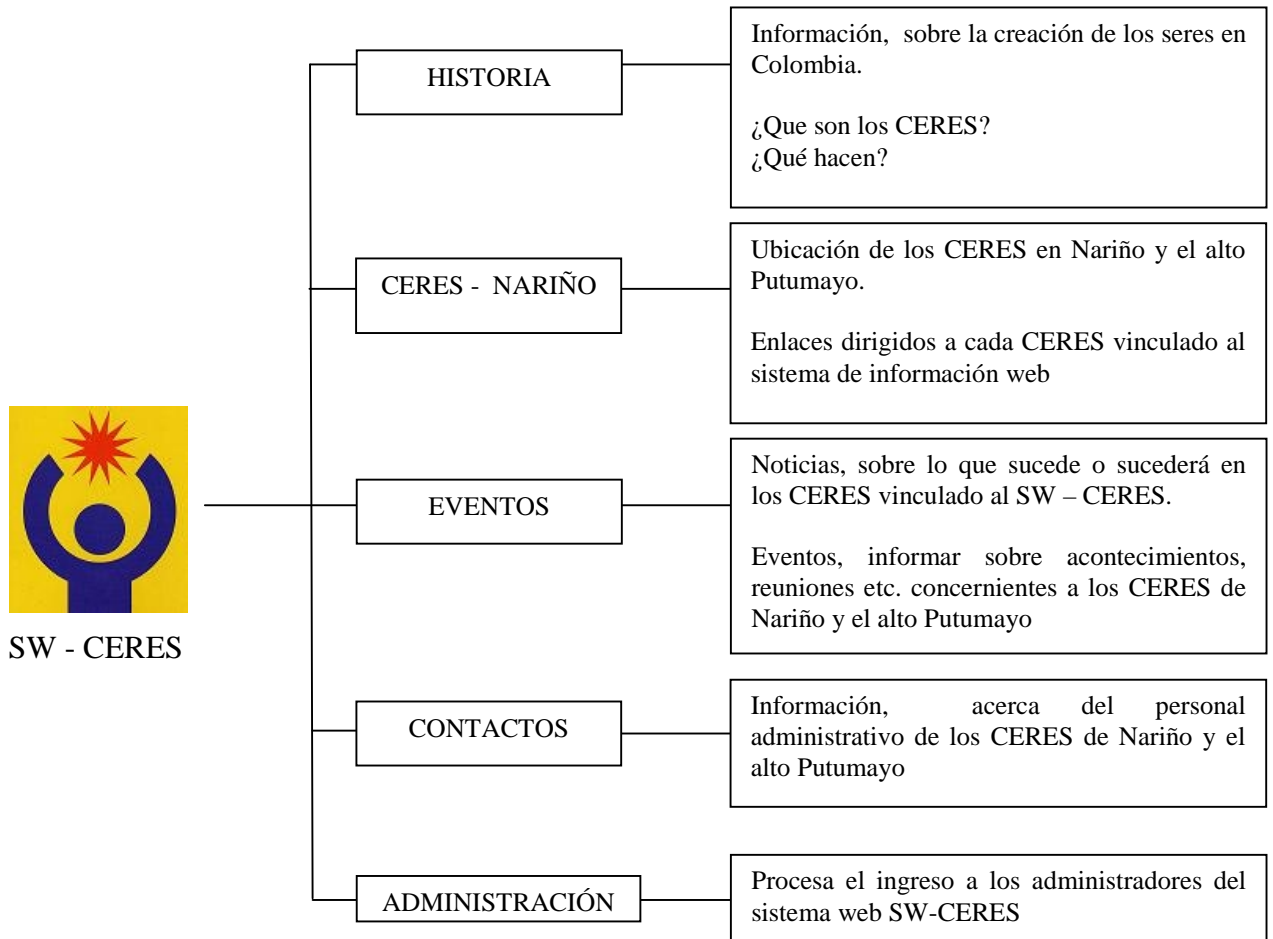 HISTORIA
Información, sobre la creación de los seres en
Colombia.
¿Que son los CERES?
¿Qué hacen?
CERES - NARIÑO
Ubicación de los CERES en Nariño y el alto
Putumayo.
Enlaces dirigidos a cada CERES vinculado al
sistema de información web
SW - CERES
EVENTOS
Noticias, sobre lo que sucede o sucederá en
los CERES vinculado al SW – CERES.
Eventos, informar sobre acontecimientos,
reuniones etc. concernientes a los CERES de
Nariño y el alto Putumayo
CONTACTOS
Información, acerca del personal
administrativo de los CERES de Nariño y el
alto Putumayo
ADMINISTRACIÓN
Procesa el ingreso a los administradores del
sistema web SW-CERES